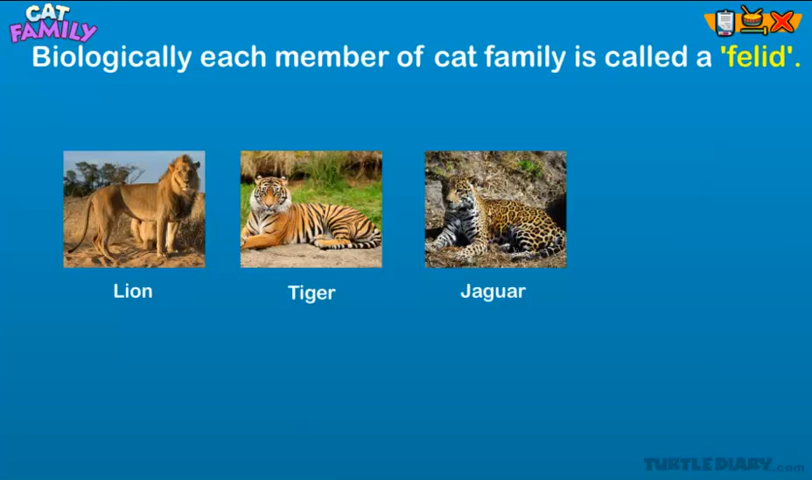 CAT
FAMILY
Biologically each member of cat family is called a 'felid'.
Lion
Tiger
Jaguar
TURTLE DIARY.com